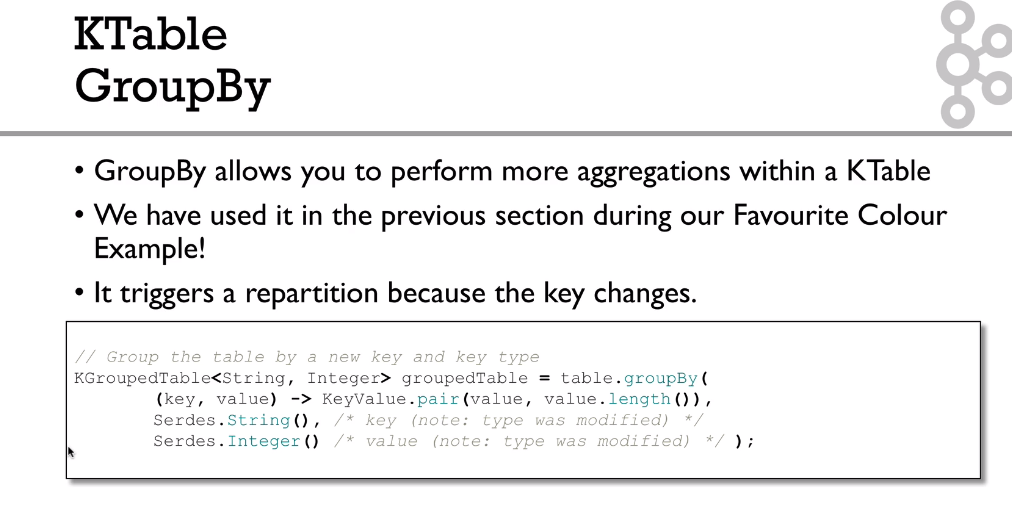 KTable
GroupBy
• GroupBy allows you to perform more aggregations within a KTable
• We have used it in the previous section during our Favourite Colour
Example!
• It triggers a repartition because the key changes.
// Group the table by a new key and key type
KGroupedTable<String, Integer> groupedTable = table.groupBy(
(key, value) -> KeyValue.pair(value, value.length()),
Serdes.String(), /* key (note: type was modified) */
Serdes.Integer() /* value (note: type was modified) */ );